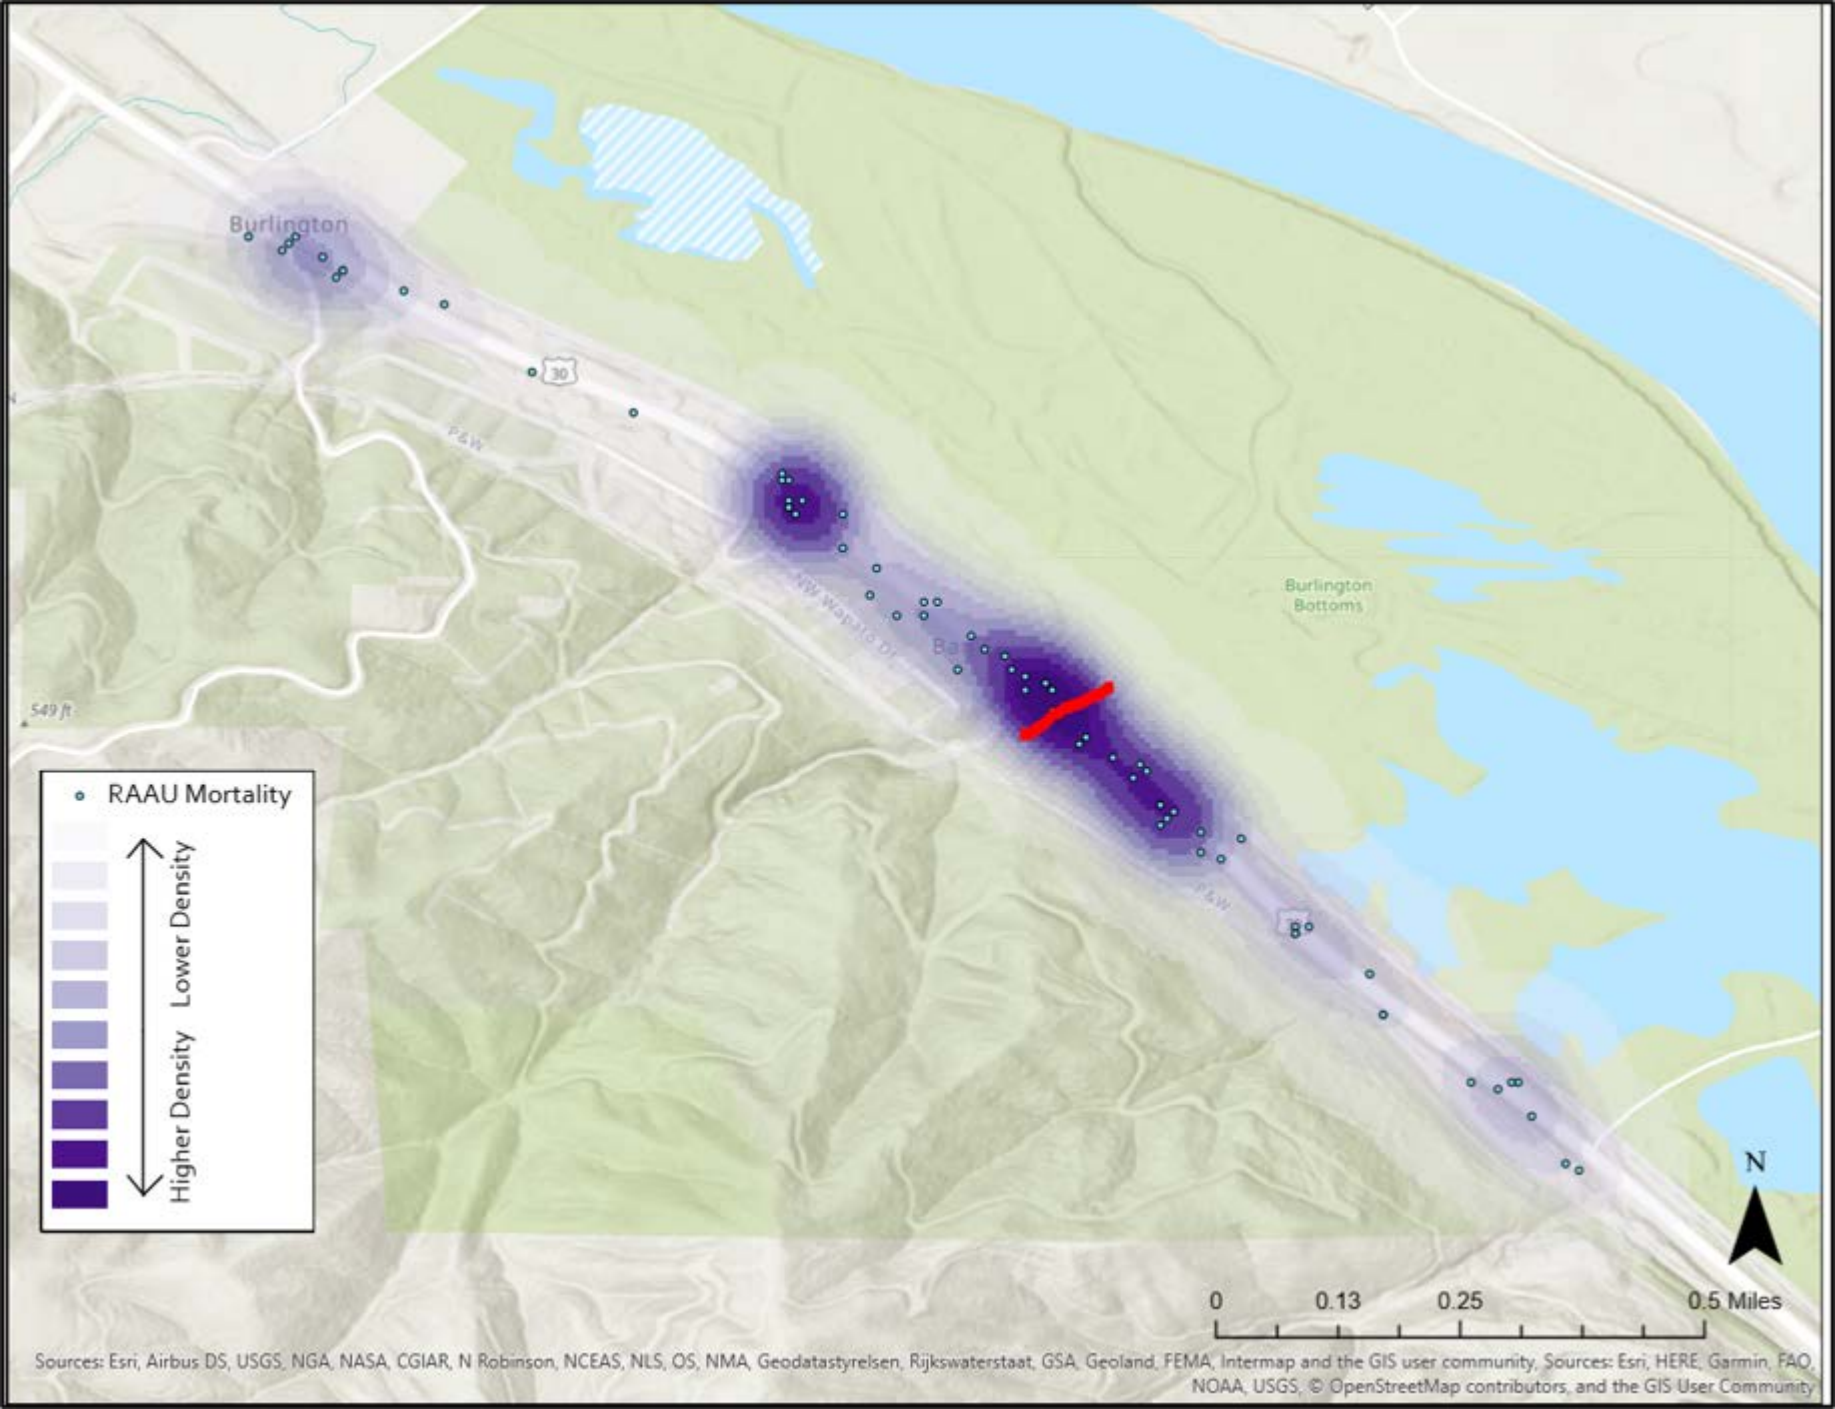 Burlington
30
P&W
NW Wapato Dr
Ba
Burlington
Bottoms
549 ft
P&W
RAAU Mortality
Lower Density
Higher Density
N
0 0.13 0.25 0.5 Miles
Sources: Esri, Airbus DS, USGS, NGA, NASA, CGIAR, N Robinson, NCEAS, NLS, OS, NMA, Geodatastyrelsen, Rijkswaterstaat, GSA, Geoland, FEMA, Intermap and the GIS user community, Sources: Esri, HERE, Garmin, FAO,
NOAA, USGS, © OpenStreetMap contributors, and the GIS User Community